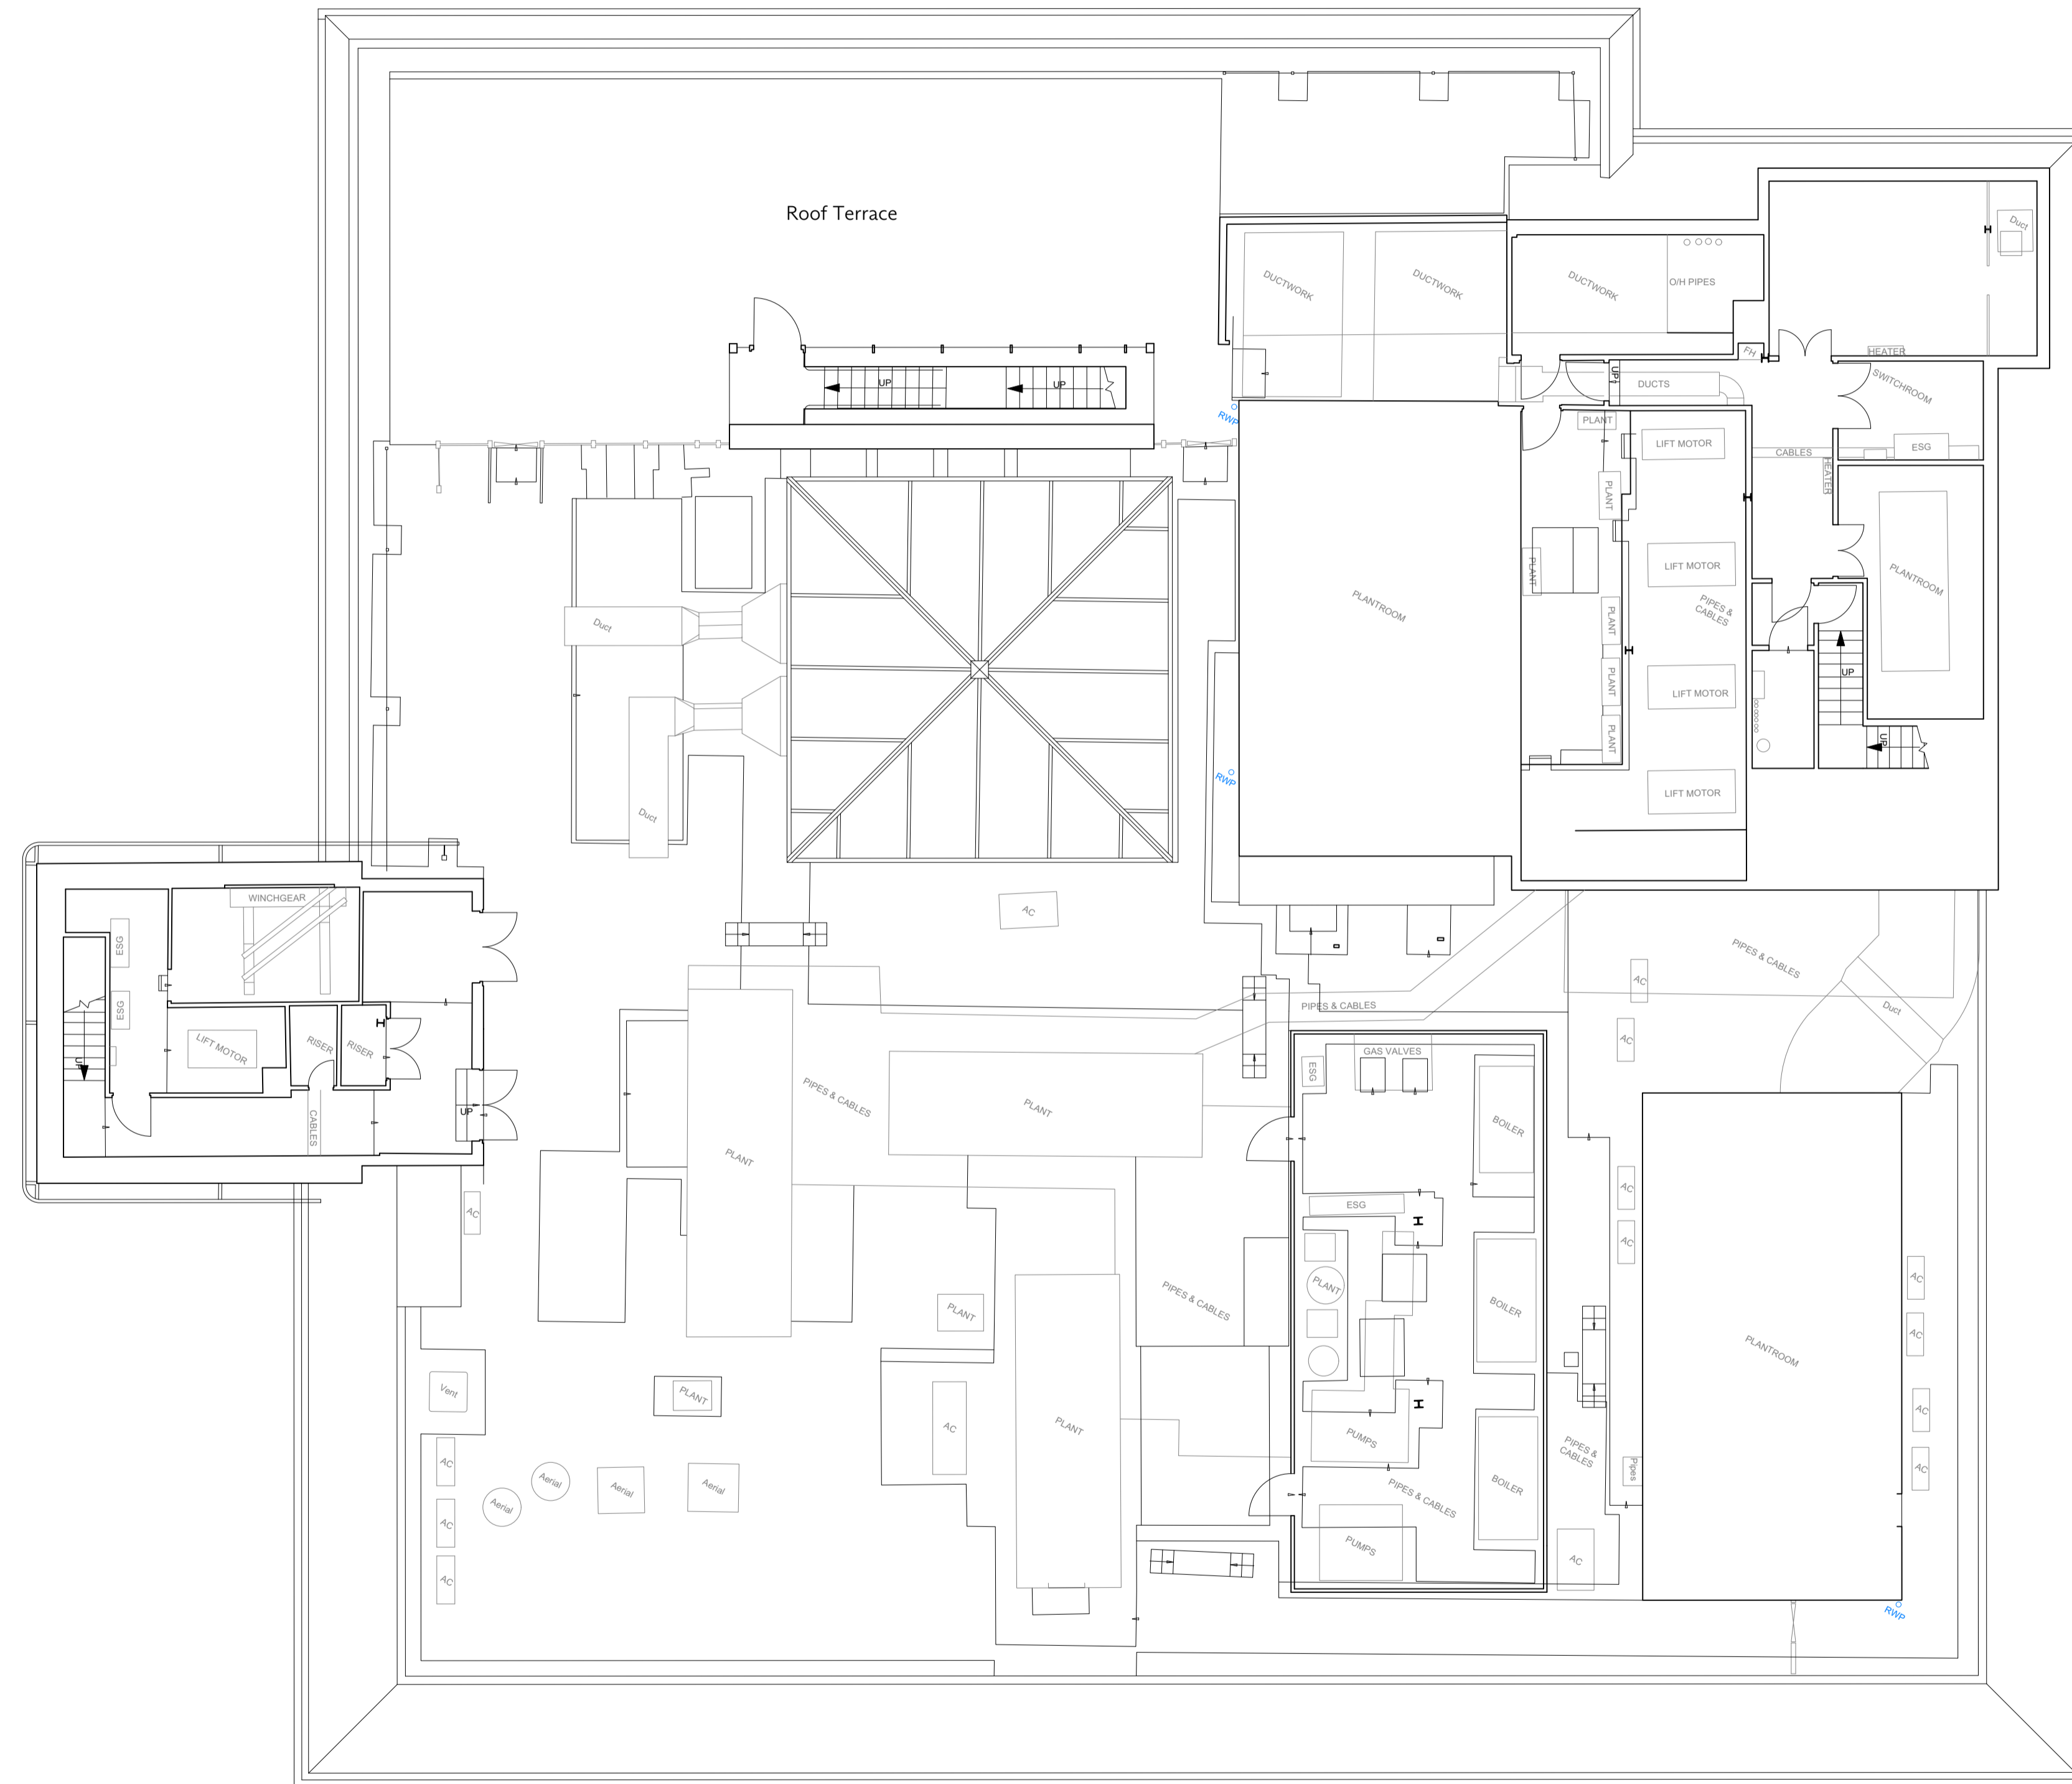 Roof Terrace
DUCTWORK
DUCTWORK
DUCTWORK
O/H PIPES
Duct
FH
HEATER
UP
UP
UP
DUCTS
SWITCHROOM
RWP
PLANT
LIFT MOTOR
CABLES
ESG
HEATER
PLANT
PLANT
LIFT MOTOR
PLANTROOM
PLANTROOM
PIPES &
CABLES
PLANT
Duct
PLANT
UP
LIFT MOTOR
PLANT
UP
RWP
LIFT MOTOR
Duct
WINCHGEAR
AC
ESG
ESG
PIPES & CABLES
AC
Duct
PIPES & CABLES
AC
LIFT MOTOR
RISER
RISER
UP
GAS VALVES
ESG
PIPES & CABLES
PLANT
UP
CABLES
BOILER
PLANT
AC
ESG
AC
AC
PLANT
PIPES & CABLES
PLANT
BOILER
AC
AC
PLANTROOM
Vent
PLANT
AC
PLANT
AC
PUMPS
PIPES &
CABLES
AC
Aerial
Aerial
Aerial
Aerial
AC
AC
PIPES & CABLES
BOILER
Pipes
AC
PUMPS
AC
AC
RWP